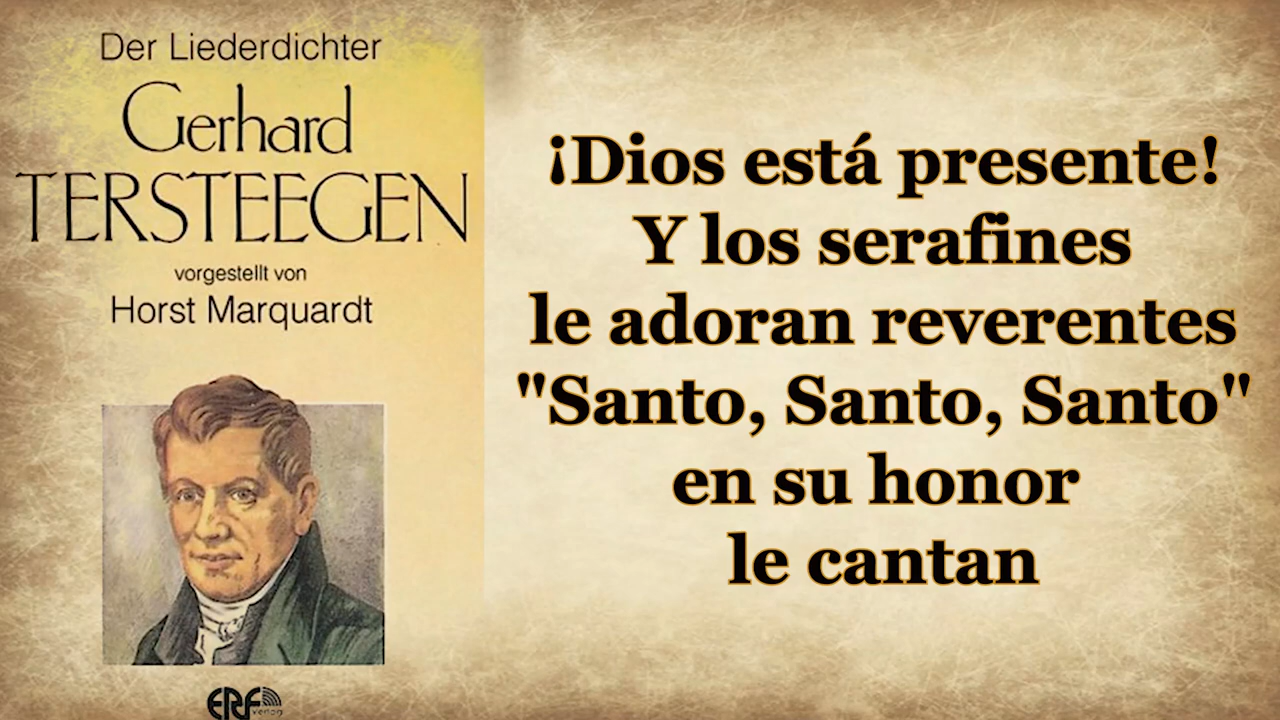 Der Liederdichter
Gerhard
TERSTEEGEN
vorgestellt von
Horst Marquardt
ERF
verlag
¡Dios está presente!
Y los serafines
le adoran reverentes
"Santo, Santo, Santo"
en su honor
le cantan